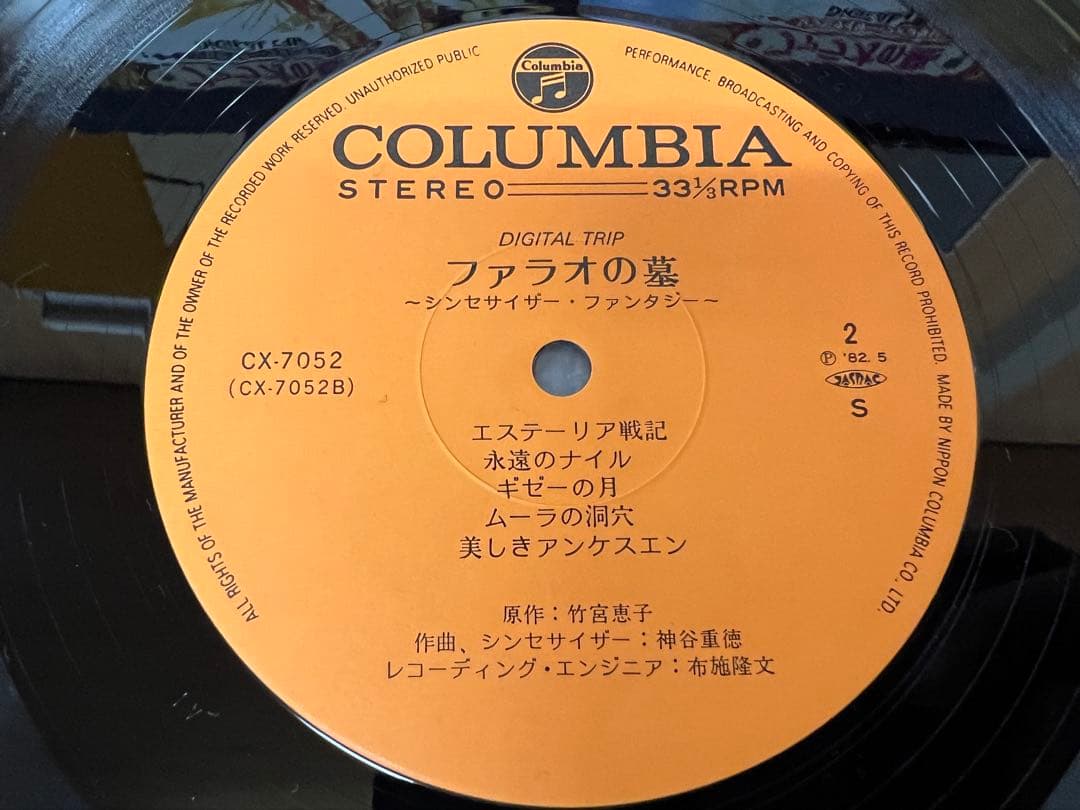 Columbia
COLUMBIA
STEREO 33⅓RPM
DIGITAL TRIP
ファラオの墓
〜シンセサイザー・ファンタジー〜
CX-7052
(CX-7052B)
2
Ⓟ '82.5
JASRAC
S
エステーリア戦記
永遠のナイル
ギゼーの月
ムーラの洞穴
美しきアンケスエン
原作：竹宮恵子
作曲、シンセサイザー：神谷重徳
レコーディング・エンジニア：布施隆文
ALL RIGHTS OF THE MANUFACTURER AND OF THE OWNER OF THE RECORDED WORK RESERVED. UNAUTHORIZED PUBLIC PERFORMANCE, BROADCASTING AND COPYING OF THIS RECORD PROHIBITED. MADE BY NIPPON COLUMBIA CO., LTD.